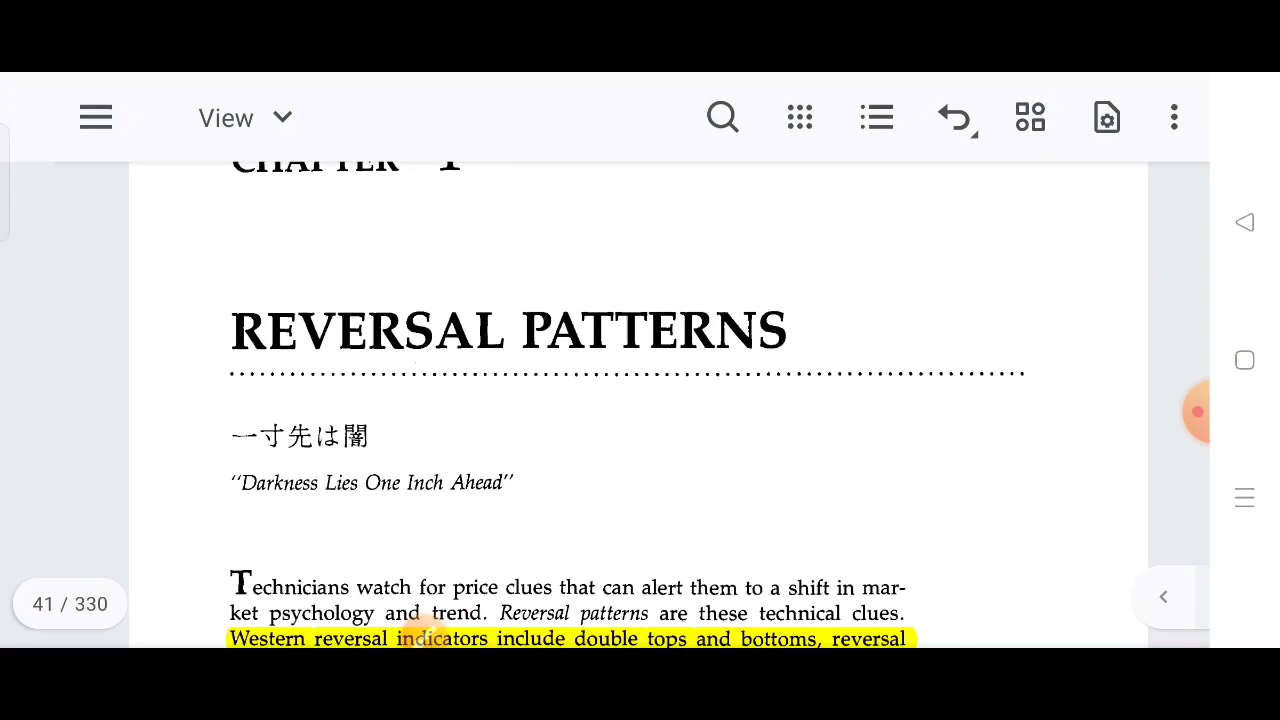 View
CHAPTER
REVERSAL PATTERNS
一寸先は闇
"Darkness Lies One Inch Ahead"
Technicians watch for price clues that can alert them to a shift in mar-
ket psychology and trend. Reversal patterns are these technical clues.
Western reversal indicators include double tops and bottoms, reversal
41 / 330